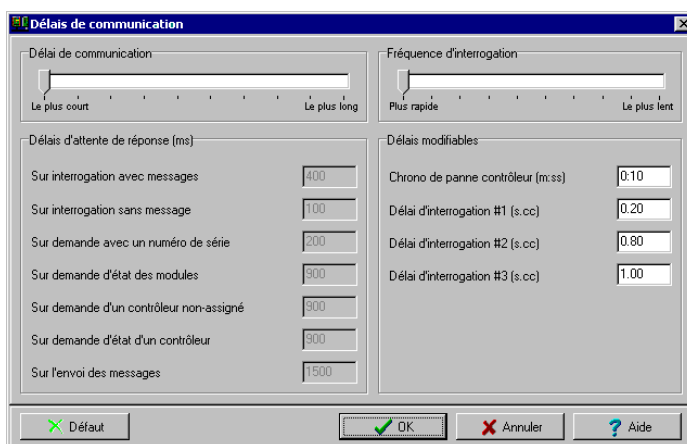 Délais de communication
Délai de communication
Le plus court
Le plus long
Fréquence d'interrogation
Plus rapide
Le plus lent
Délais d'attente de réponse (ms)
Sur interrogation avec messages 400
Sur interrogation sans message 100
Sur demande avec un numéro de série 200
Sur demande d'état des modules 900
Sur demande d'un contrôleur non-assigné 900
Sur demande d'état d'un contrôleur 900
Sur l'envoi des messages 1500
Délais modifiables
Chrono de panne contrôleur (m:ss) 0:10
Délai d'interrogation #1 (s.cc) 0.20
Délai d'interrogation #2 (s.cc) 0.80
Délai d'interrogation #3 (s.cc) 1.00
Défaut
OK
Annuler
Aide